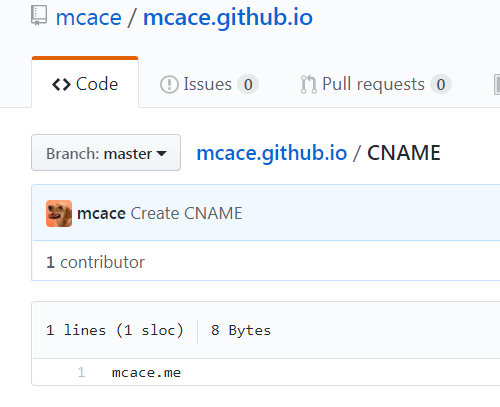 mcace / mcace.github.io
Code Issues 0 Pull requests 0
Branch: master mcace.github.io / CNAME
mcace Create CNAME
1 contributor
1 lines (1 sloc) 8 Bytes
1 mcace.me